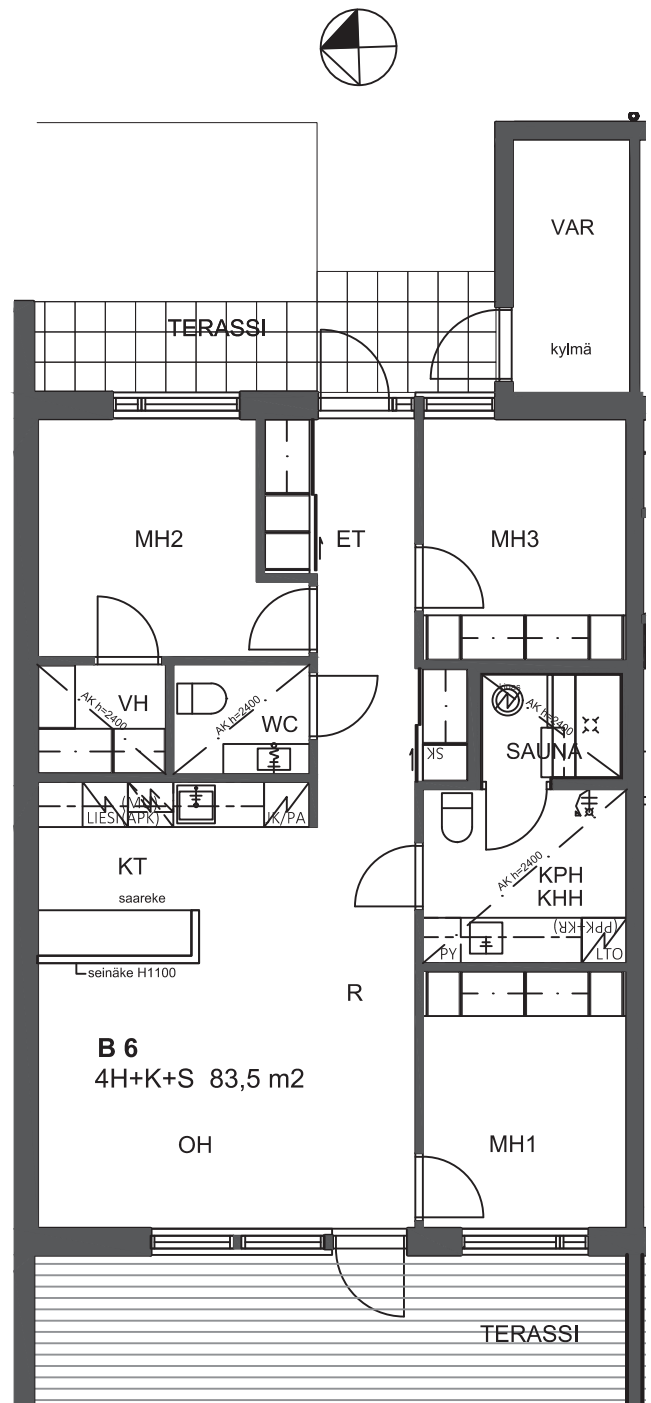 VAR
TERASSI
kylmä
MH2
ET
MH3
VH
AK h=2400
WC
AK h=2400
SK
SAUNA
AK h=2400
LIESI(APK)
JK/PA
KT
saareke
AK h=2400
KPH
KHH
(PPK+KR)
PY
LTO
seinäke H1100
R
B 6
4H+K+S 83,5 m2
OH
MH1
TERASSI